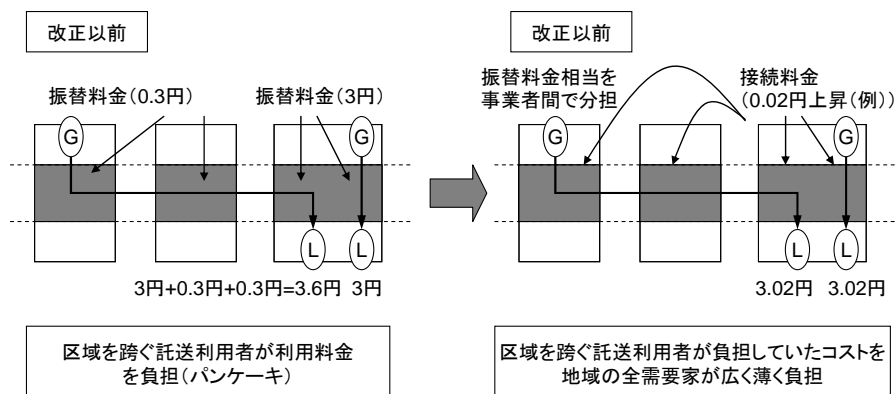 改正以前
改正以前
振替料金(0.3円)
振替料金(3円)
G
G
L
L
3円+0.3円+0.3円=3.6円
3円
区域を跨ぐ託送利用者が利用料金
を負担(パンケーキ)
振替料金相当を
事業者間で分担
接続料金
(0.02円上昇(例))
G
G
L
L
3.02円
3.02円
区域を跨ぐ託送利用者が負担していたコストを
地域の全需要家が広く薄く負担